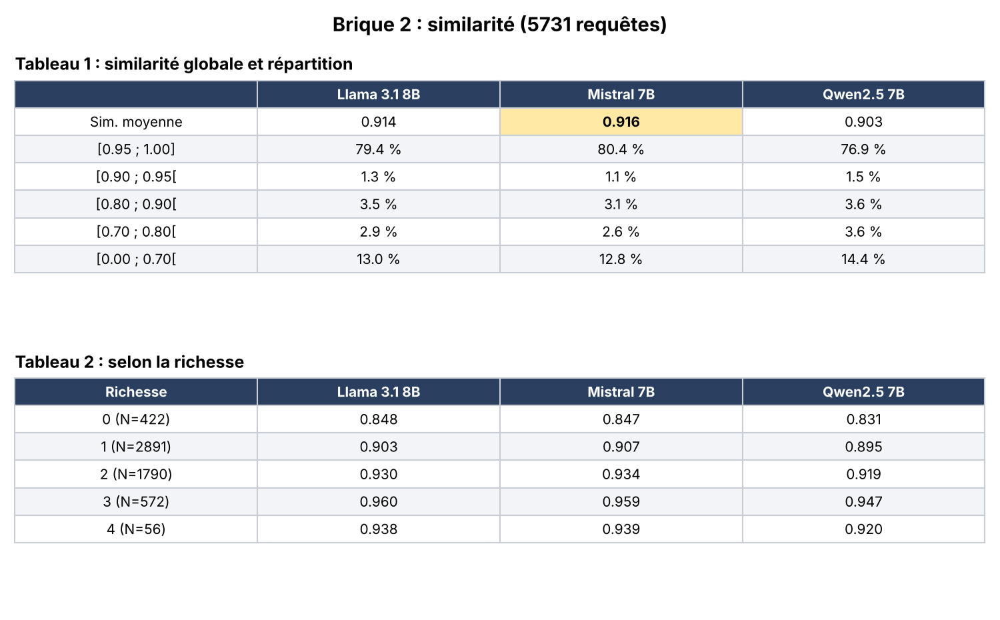 Brique 2 : similarité (5731 requêtes)
Tableau 1 : similarité globale et répartition
Llama 3.1 8B Mistral 7B Qwen2.5 7B
Sim. moyenne 0.914 0.916 0.903
[0.95 ; 1.00] 79.4 % 80.4 % 76.9 %
[0.90 ; 0.95[ 1.3 % 1.1 % 1.5 %
[0.80 ; 0.90[ 3.5 % 3.1 % 3.6 %
[0.70 ; 0.80[ 2.9 % 2.6 % 3.6 %
[0.00 ; 0.70[ 13.0 % 12.8 % 14.4 %
Tableau 2 : selon la richesse
Richesse Llama 3.1 8B Mistral 7B Qwen2.5 7B
0 (N=422) 0.848 0.847 0.831
1 (N=2891) 0.903 0.907 0.895
2 (N=1790) 0.930 0.934 0.919
3 (N=572) 0.960 0.959 0.947
4 (N=56) 0.938 0.939 0.920